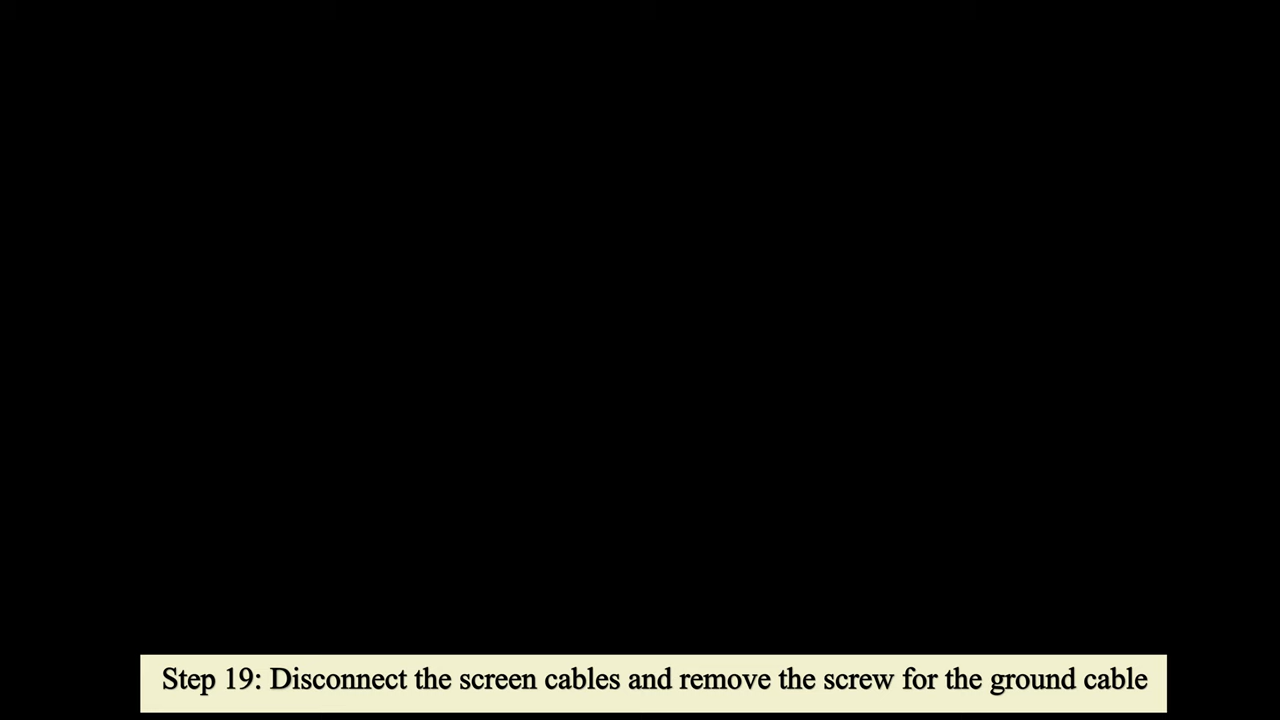 Step 19: Disconnect the screen cables and remove the screw for the ground cable